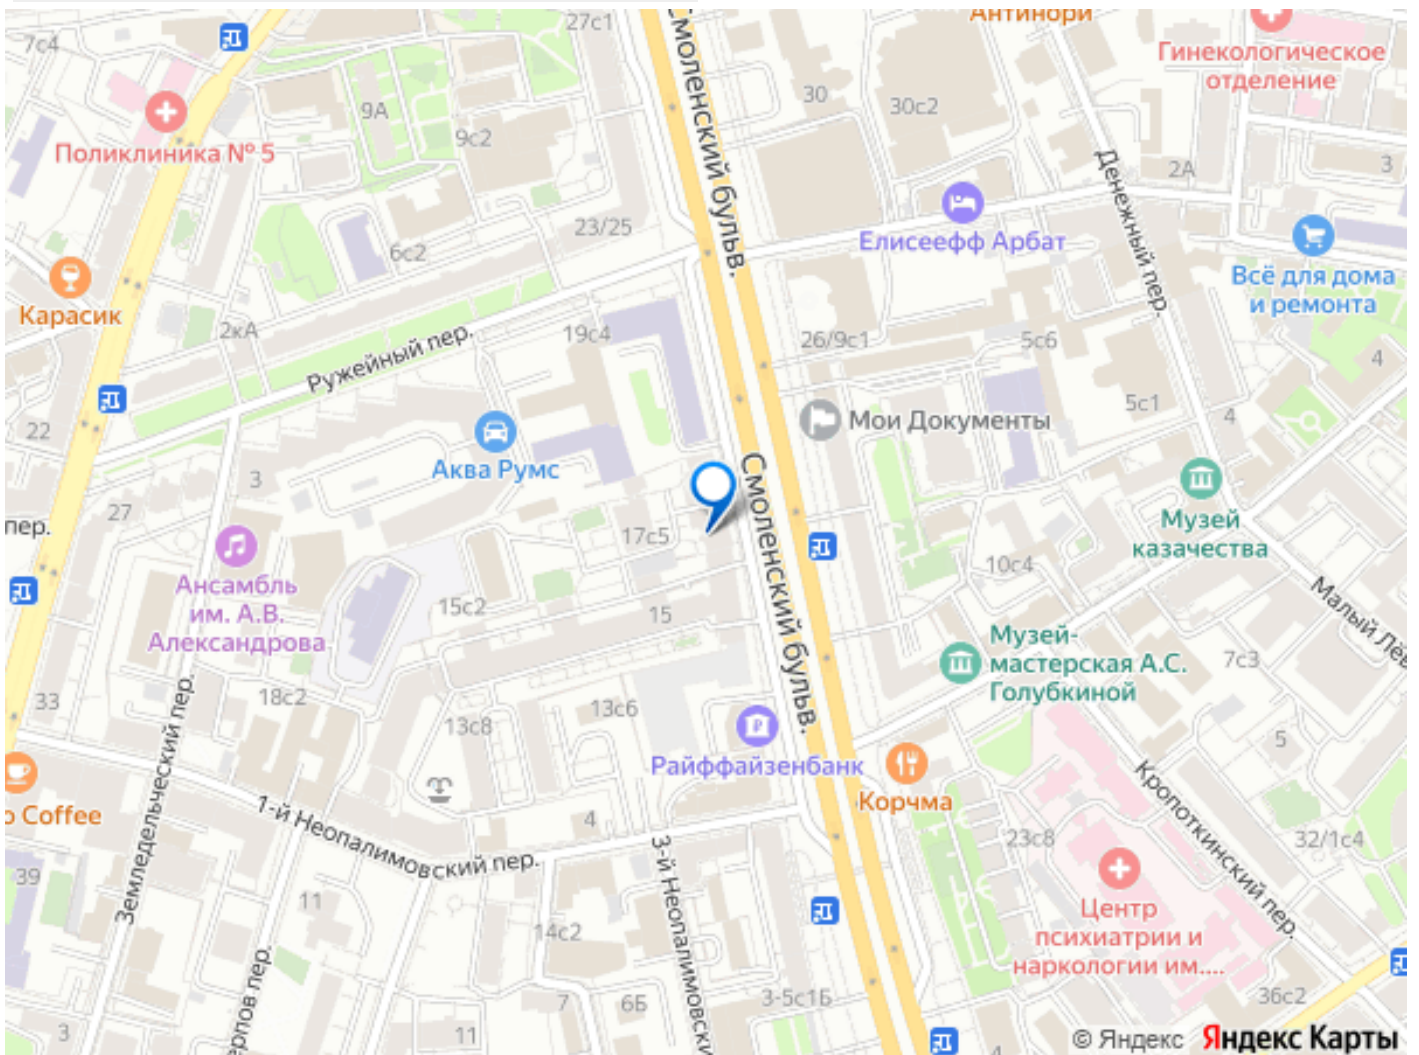 27с1
Антинори
7с4
Смоленский бульв.
Гинекологическое
отделение
30
30с2
9А
9с2
Поликлиника № 5
Денежный пер.
2А
3
23/25
6с2
Елисеефф Арбат
Всё для дома
и ремонта
Карасик
2кА
Ружейный пер.
19с4
26/9с1
5с6
4
5с1
4
22
Мои Документы
Аква Румс
3
27
пер.
Смоленский бульв.
Музей
казачества
17с5
10с4
Ансамбль
им. А.В.
Александрова
15с2
15
Малый Лёв
Музей-
мастерская А.С.
Голубкиной
7с3
33
18с2
13с8
13с6
5
Райффайзенбанк
Корчма
Земледельческий пер.
Coffee
1-й Неопалимовский пер.
4
3-й Неопалимовски
23с8
Кропоткинский пер.
32/1с4
39
11
Центр
психиатрии и
наркологии им....
14с2
7
6Б
3-5с1Б
36с2
3
11
4
© Яндекс
Яндекс Карты